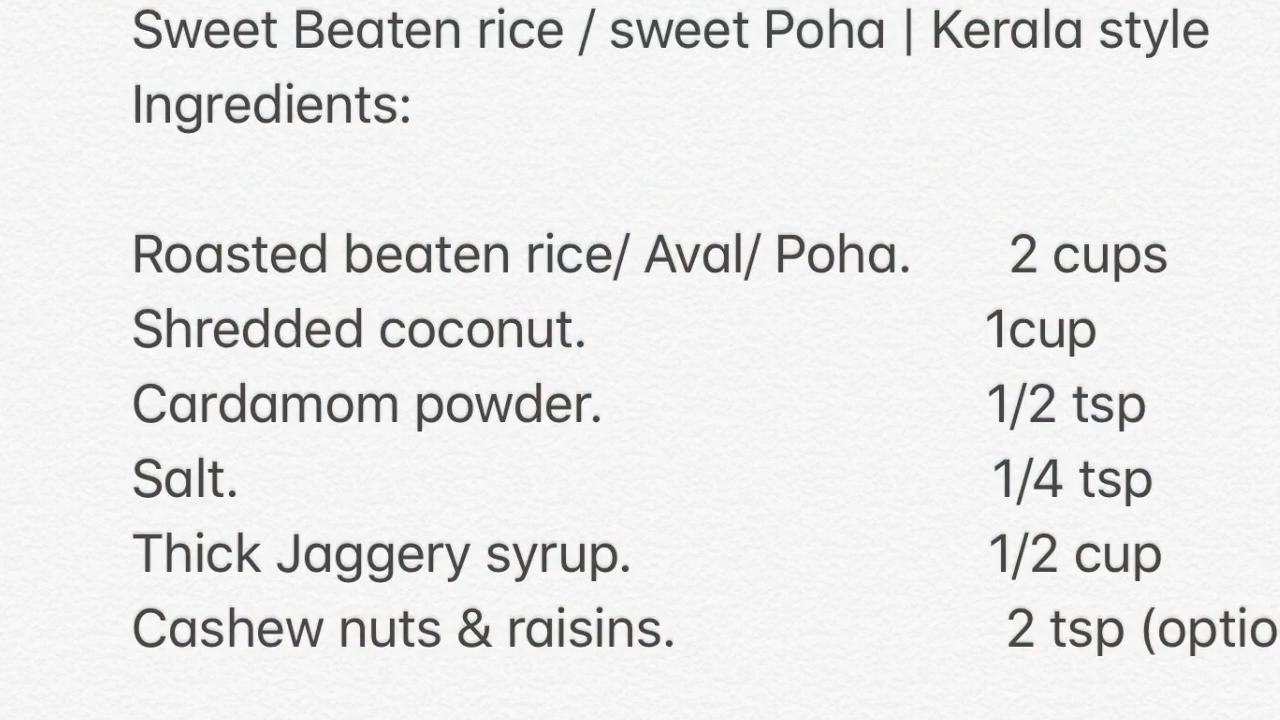 Sweet Beaten rice / sweet Poha | Kerala style
Ingredients:
Roasted beaten rice/ Aval/ Poha. 2 cups
Shredded coconut. 1cup
Cardamom powder. 1/2 tsp
Salt. 1/4 tsp
Thick Jaggery syrup. 1/2 cup
Cashew nuts & raisins. 2 tsp (optio